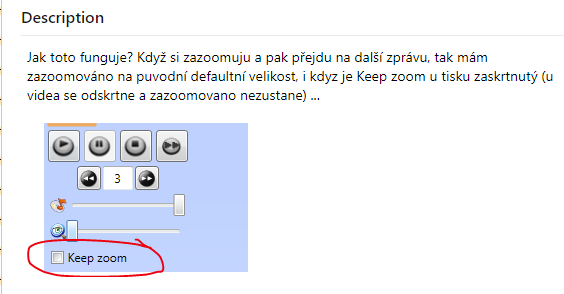 Description
Jak toto funguje? Když si zazoomuju a pak přejdu na další zprávu, tak mám
zazoomováno na puvodní defaultní velikost, i kdyz je Keep zoom u tisku zaskrtnutý (u
videa se odskrtne a zazoomovano nezustane) ...
3
Keep zoom